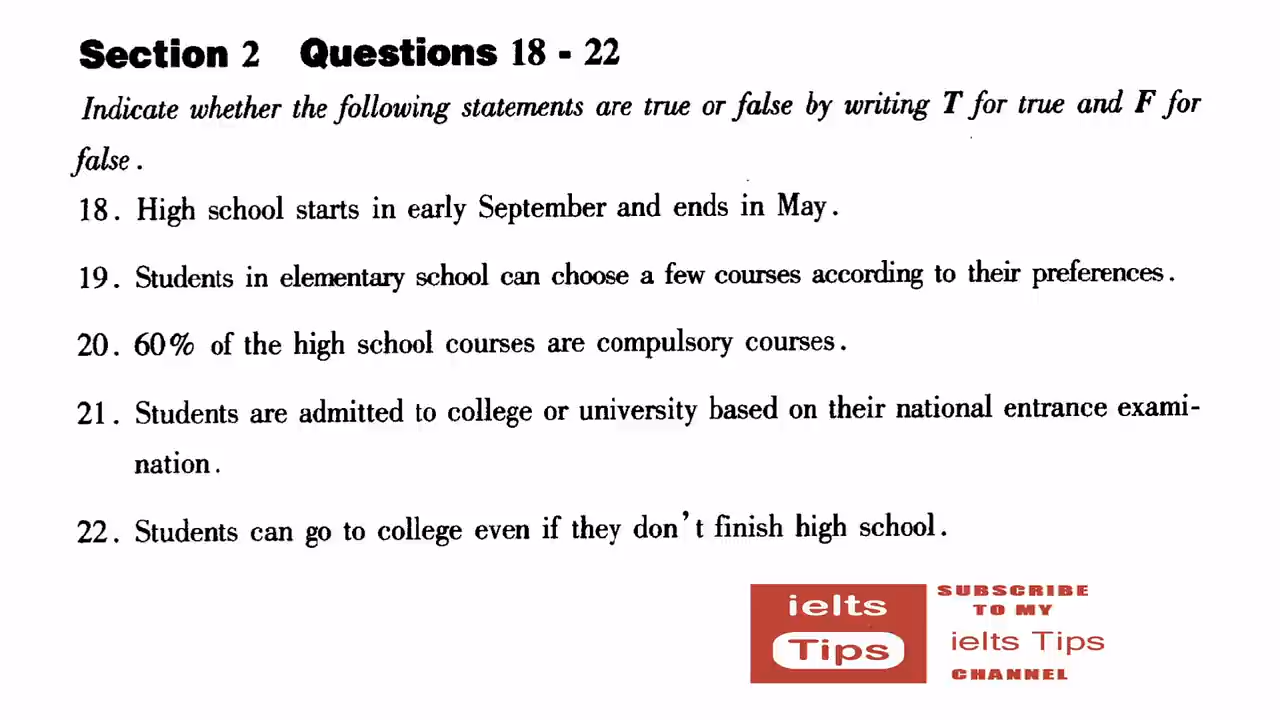 Section 2 Questions 18 - 22
Indicate whether the following statements are true or false by writing T for true and F for
false.
18. High school starts in early September and ends in May.
19. Students in elementary school can choose a few courses according to their preferences.
20. 60% of the high school courses are compulsory courses.
21. Students are admitted to college or university based on their national entrance exami-
nation.
22. Students can go to college even if they don't finish high school.
ielts
Tips
SUBSCRIBE
TO MY
ielts Tips
CHANNEL